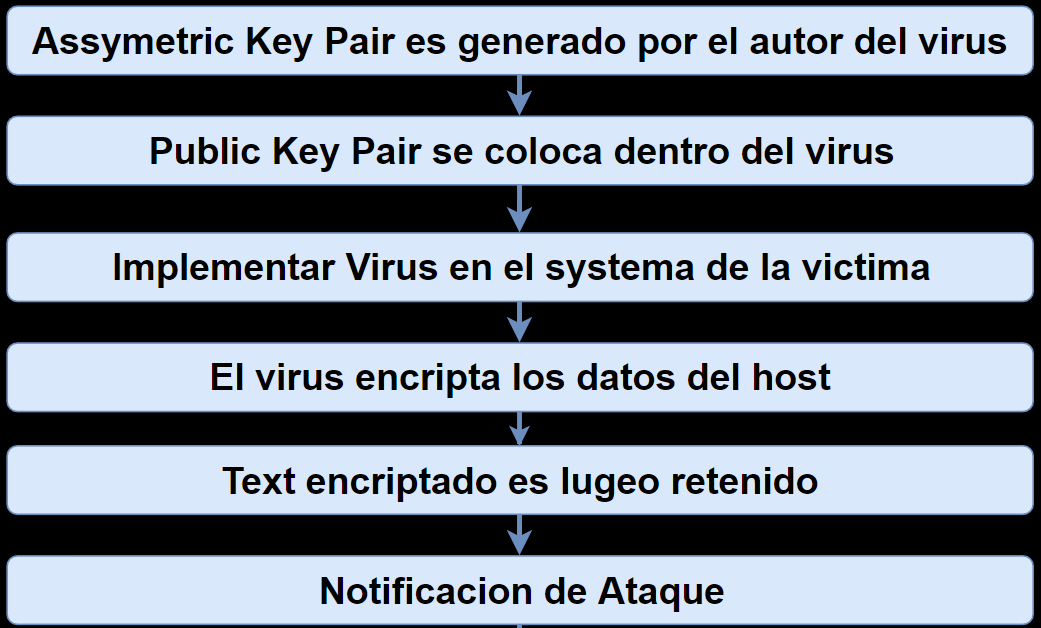 Assymetric Key Pair es generado por el autor del virus
Public Key Pair se coloca dentro del virus
Implementar Virus en el systema de la victima
El virus encripta los datos del host
Text encriptado es lugeo retenido
Notificacion de Ataque